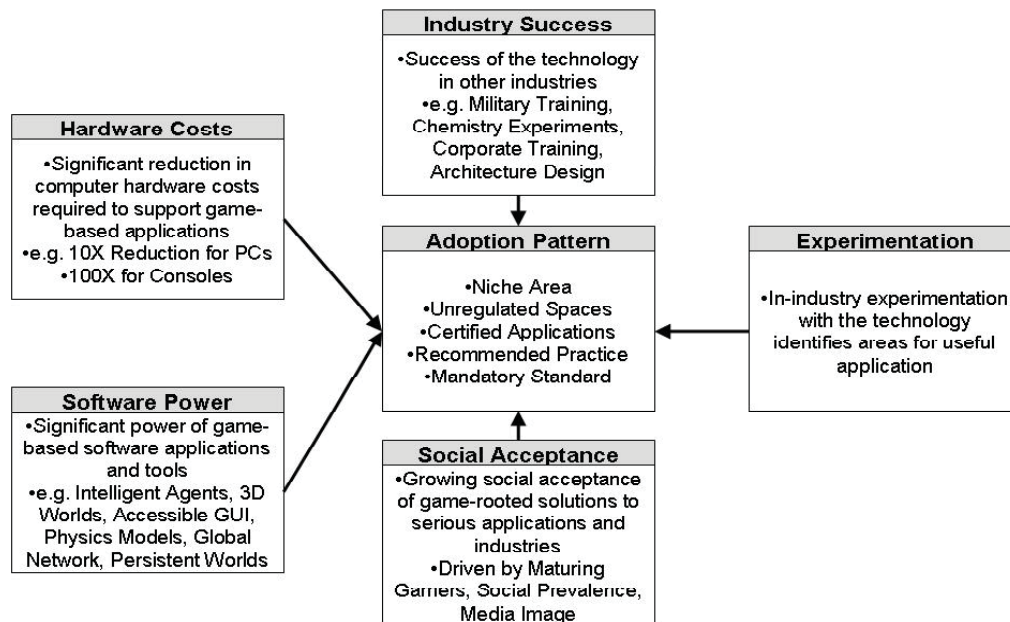 Industry Success
•Success of the technology
in other industries
•e.g. Military Training,
Chemistry Experiments,
Corporate Training,
Architecture Design
Hardware Costs
•Significant reduction in
computer hardware costs
required to support game-
based applications
•e.g. 10X Reduction for PCs
•100X for Consoles
Adoption Pattern
•Niche Area
•Unregulated Spaces
•Certified Applications
•Recommended Practice
•Mandatory Standard
Experimentation
•In-industry experimentation
with the technology
identifies areas for useful
application
Software Power
•Significant power of game-
based software applications
and tools
•e.g. Intelligent Agents, 3D
Worlds, Accessible GUI,
Physics Models, Global
Network, Persistent Worlds
Social Acceptance
•Growing social acceptance
of game-rooted solutions to
serious applications and
industries
•Driven by Maturing
Gamers, Social Prevalence,
Media Image